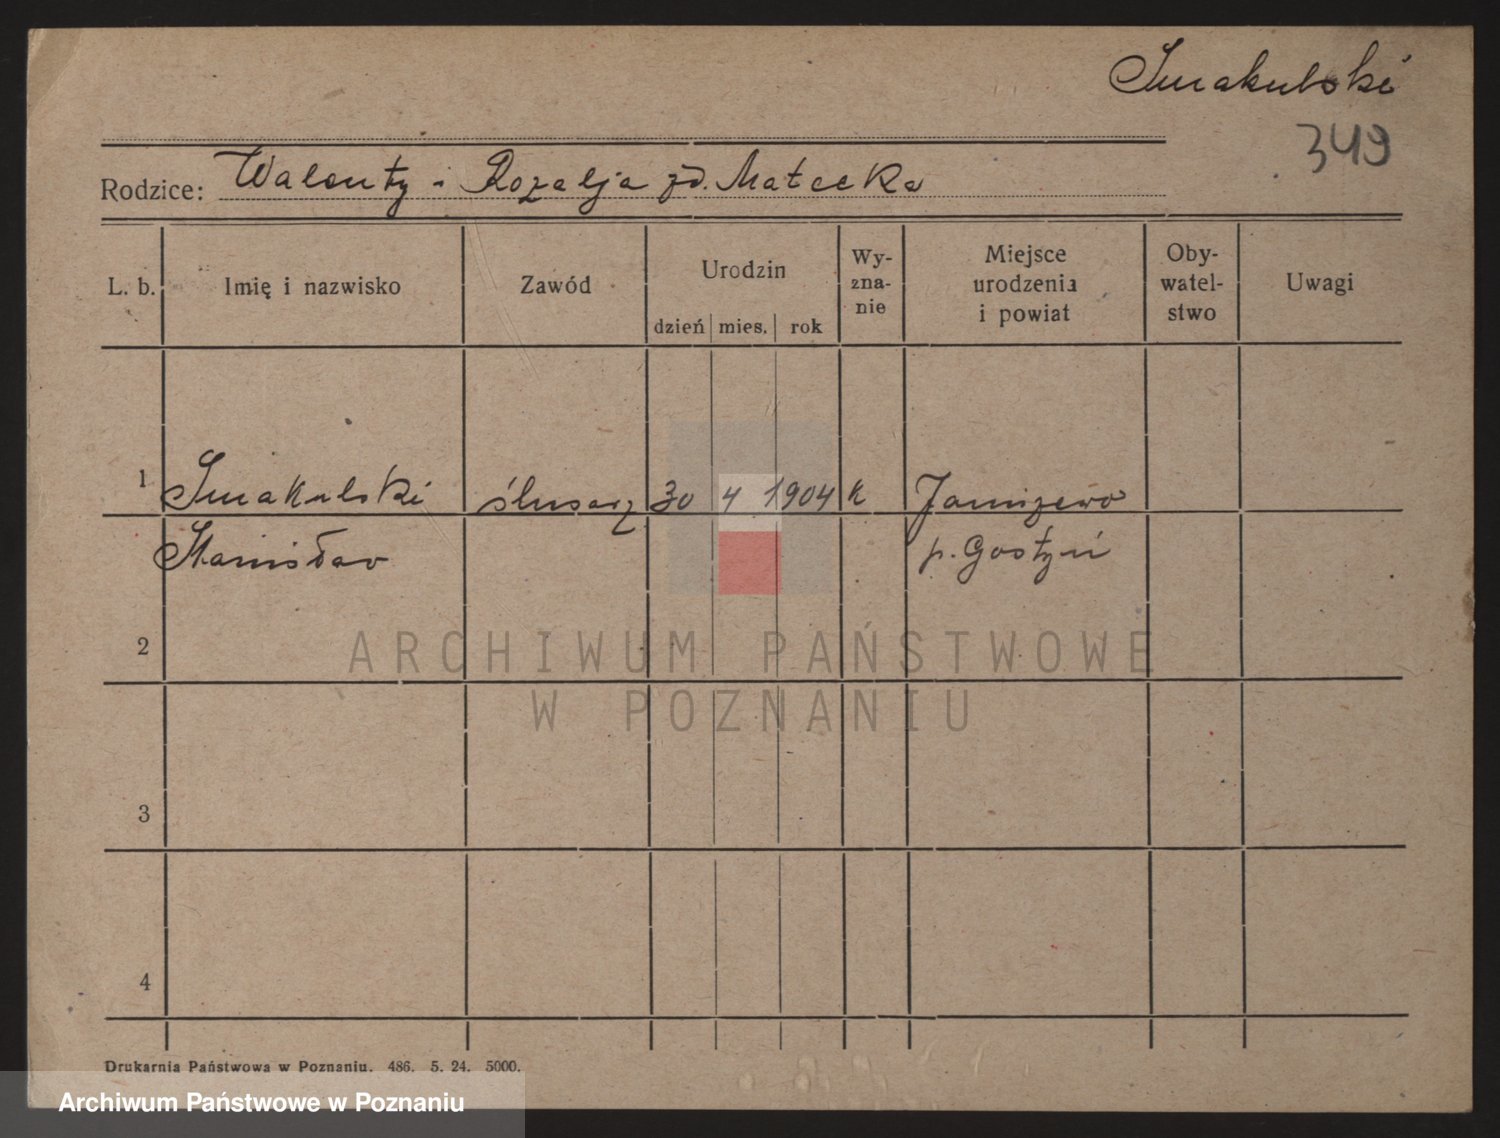 Smakulski
349
Rodzice: Walenty - Rozalja zd. Matecka
L. b. Imię i nazwisko Zawód Urodzin dzień mies. rok Wy-zna-nie Miejsce urodzenia i powiat Oby-watel-stwo Uwagi
1 Smakulski ślusarz 30 4 1904 k
Stanisław p. Gostyń
2
3
4
ARCHIWUM PAŃSTWOWE
W POZNANIU
Drukarnia Państwowa w Poznaniu. 486. 5. 24. 5000.
Archiwum Państwowe w Poznaniu